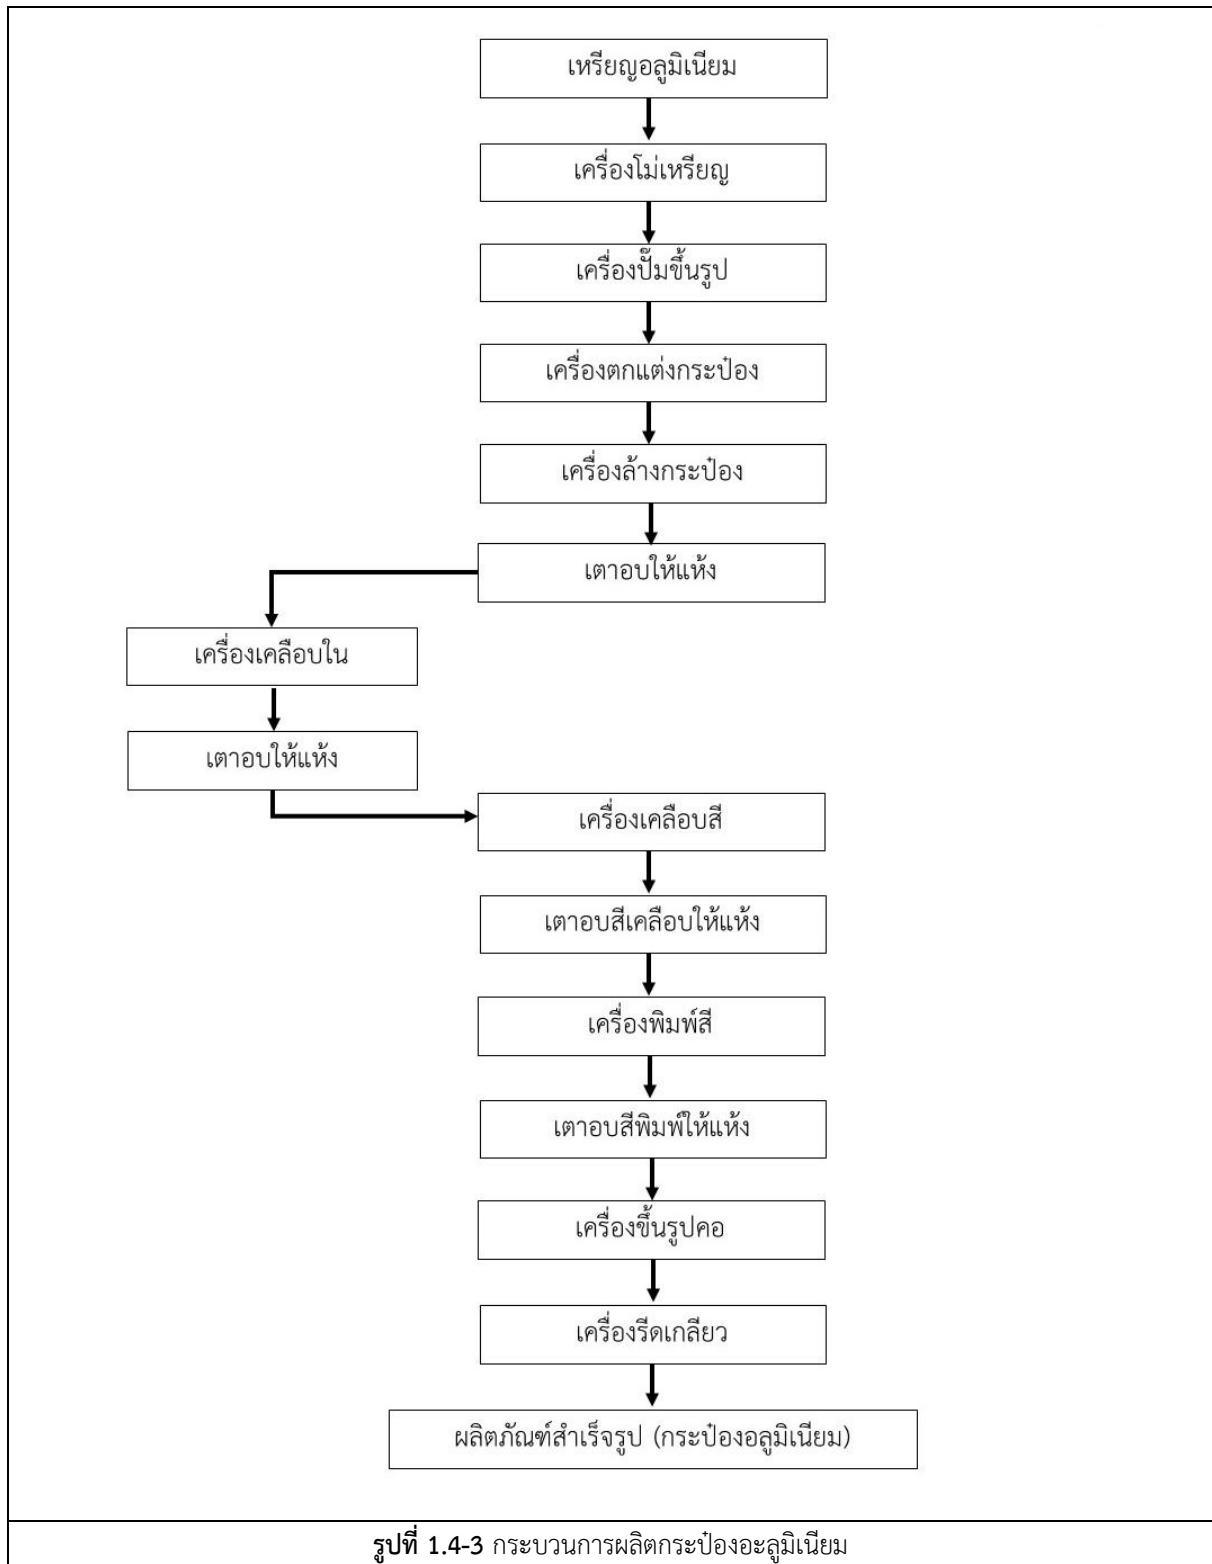 เหรียญอลูมิเนียม
เครื่องโม่เหรียญ
เครื่องปั๊มขึ้นรูป
เครื่องตกแต่งกระป๋อง
เครื่องล้างกระป๋อง
เตาอบให้แห้ง
เครื่องเคลือบใน
เตาอบให้แห้ง
เครื่องเคลือบสี
เตาอบสีเคลือบให้แห้ง
เครื่องพิมพ์สี
เตาอบสีพิมพ์ให้แห้ง
เครื่องขึ้นรูปคอ
เครื่องรีดเกลียว
ผลิตภัณฑ์สำเร็จรูป (กระป๋องอลูมิเนียม)
รูปที่ 1.4-3 กระบวนการผลิตกระป๋องอะลูมิเนียม